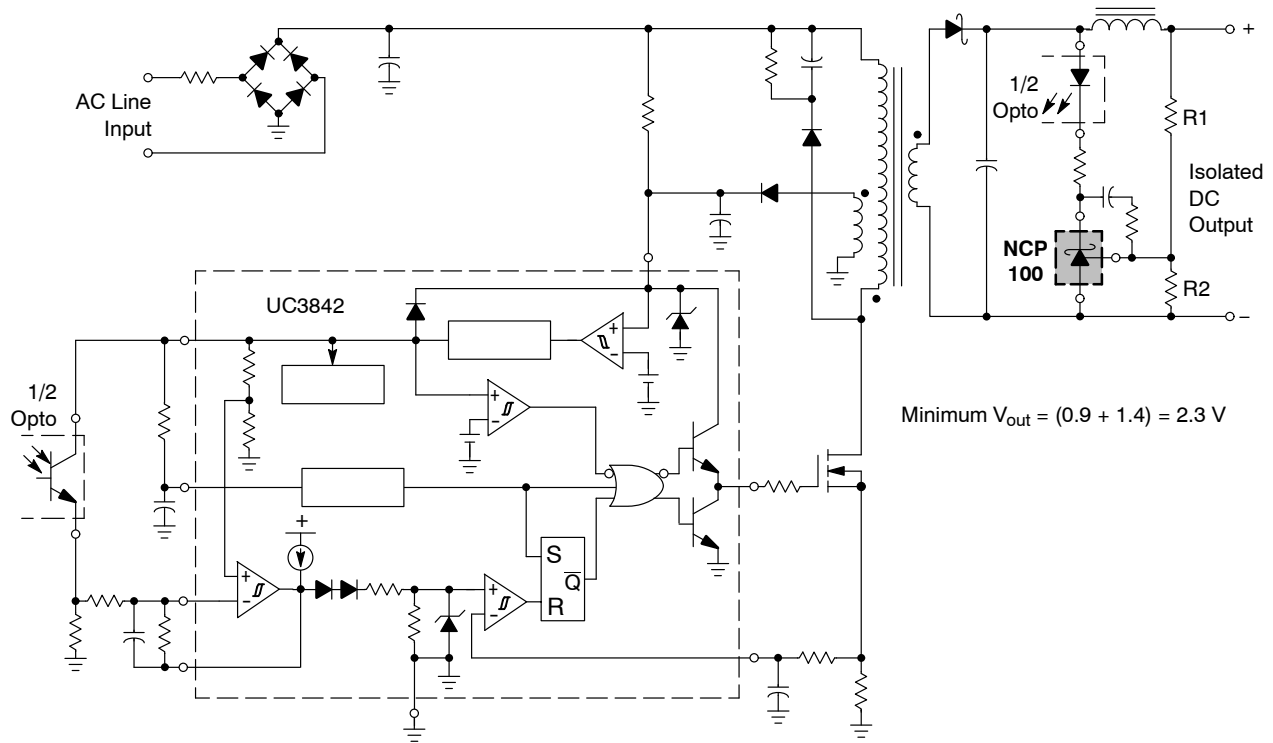 AC Line
Input
1/2
Opto
R1
Isolated
DC
Output
NCP
100
R2
+
−
UC3842
+
−
+
−
1/2
Opto
Minimum Vout = (0.9 + 1.4) = 2.3 V
+
S
Q
R
+
−
+
−